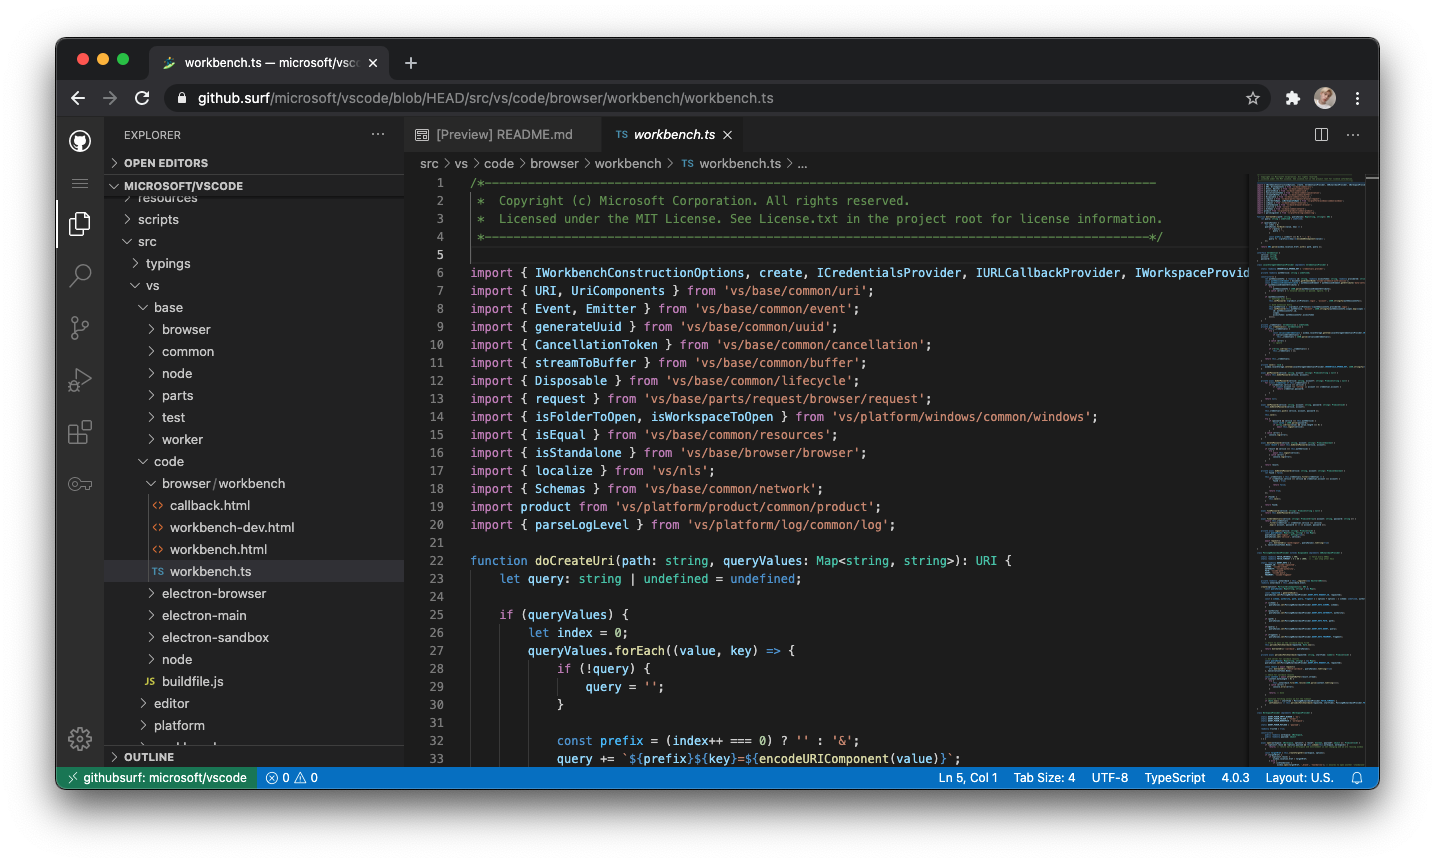 workbench.ts — microsoft/vsc
github.surf/microsoft/vscode/blob/HEAD/src/vs/code/browser/workbench/workbench.ts
EXPLORER
OPEN EDITORS
MICROSOFT/VSCODE
resources
scripts
src
typings
vs
base
browser
common
node
parts
test
worker
code
browser/workbench
callback.html
workbench-dev.html
workbench.html
TS workbench.ts
electron-browser
electron-main
electron-sandbox
node
JS buildfile.js
editor
platform
OUTLINE
[Preview] README.md
TS workbench.ts
src > vs > code > browser > workbench > TS workbench.ts > ...
1 /*---------------------------------------------------------------------------------------------
2 *  Copyright (c) Microsoft Corporation. All rights reserved.
3 *  Licensed under the MIT License. See License.txt in the project root for license information.
4 *--------------------------------------------------------------------------------------------*/
5
6 import { IWorkbenchConstructionOptions, create, ICredentialsProvider, IURLCallbackProvider, IWorkspaceProvid
7 import { URI, UriComponents } from 'vs/base/common/uri';
8 import { Event, Emitter } from 'vs/base/common/event';
9 import { generateUuid } from 'vs/base/common/uuid';
10 import { CancellationToken } from 'vs/base/common/cancellation';
11 import { streamToBuffer } from 'vs/base/common/buffer';
12 import { Disposable } from 'vs/base/common/lifecycle';
13 import { request } from 'vs/base/parts/request/browser/request';
14 import { isFolderToOpen, isWorkspaceToOpen } from 'vs/platform/windows/common/windows';
15 import { isEqual } from 'vs/base/common/resources';
16 import { isStandalone } from 'vs/base/browser/browser';
17 import { localize } from 'vs/nls';
18 import { Schemas } from 'vs/base/common/network';
19 import product from 'vs/platform/product/common/product';
20 import { parseLogLevel } from 'vs/platform/log/common/log';
21
22 function doCreateUri(path: string, queryValues: Map<string, string>): URI {
23 let query: string | undefined = undefined;
24
25 if (queryValues) {
26 let index = 0;
27 queryValues.forEach((value, key) => {
28 if (!query) {
29 query = '';
30 }
31
32 const prefix = (index++ === 0) ? '' : '&';
33 query += `${prefix}${key}=${encodeURIComponent(value)}`;
githubsurf: microsoft/vscode
0 0
Ln 5, Col 1
Tab Size: 4
UTF-8
TypeScript
4.0.3
Layout: U.S.